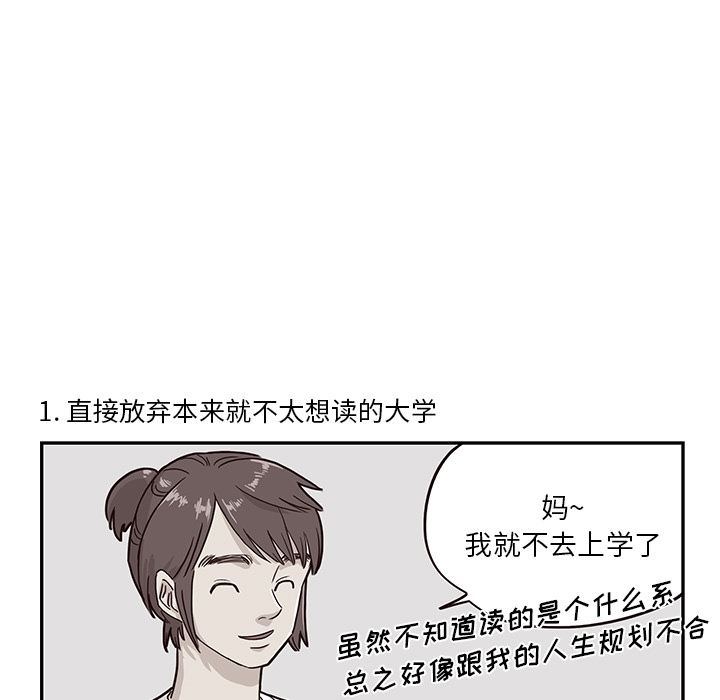 1. 直接放弃本来就不太想读的大学
妈~
我就不去上学了
虽然不知道读的是个什么系
总之好像跟我的人生规划不合